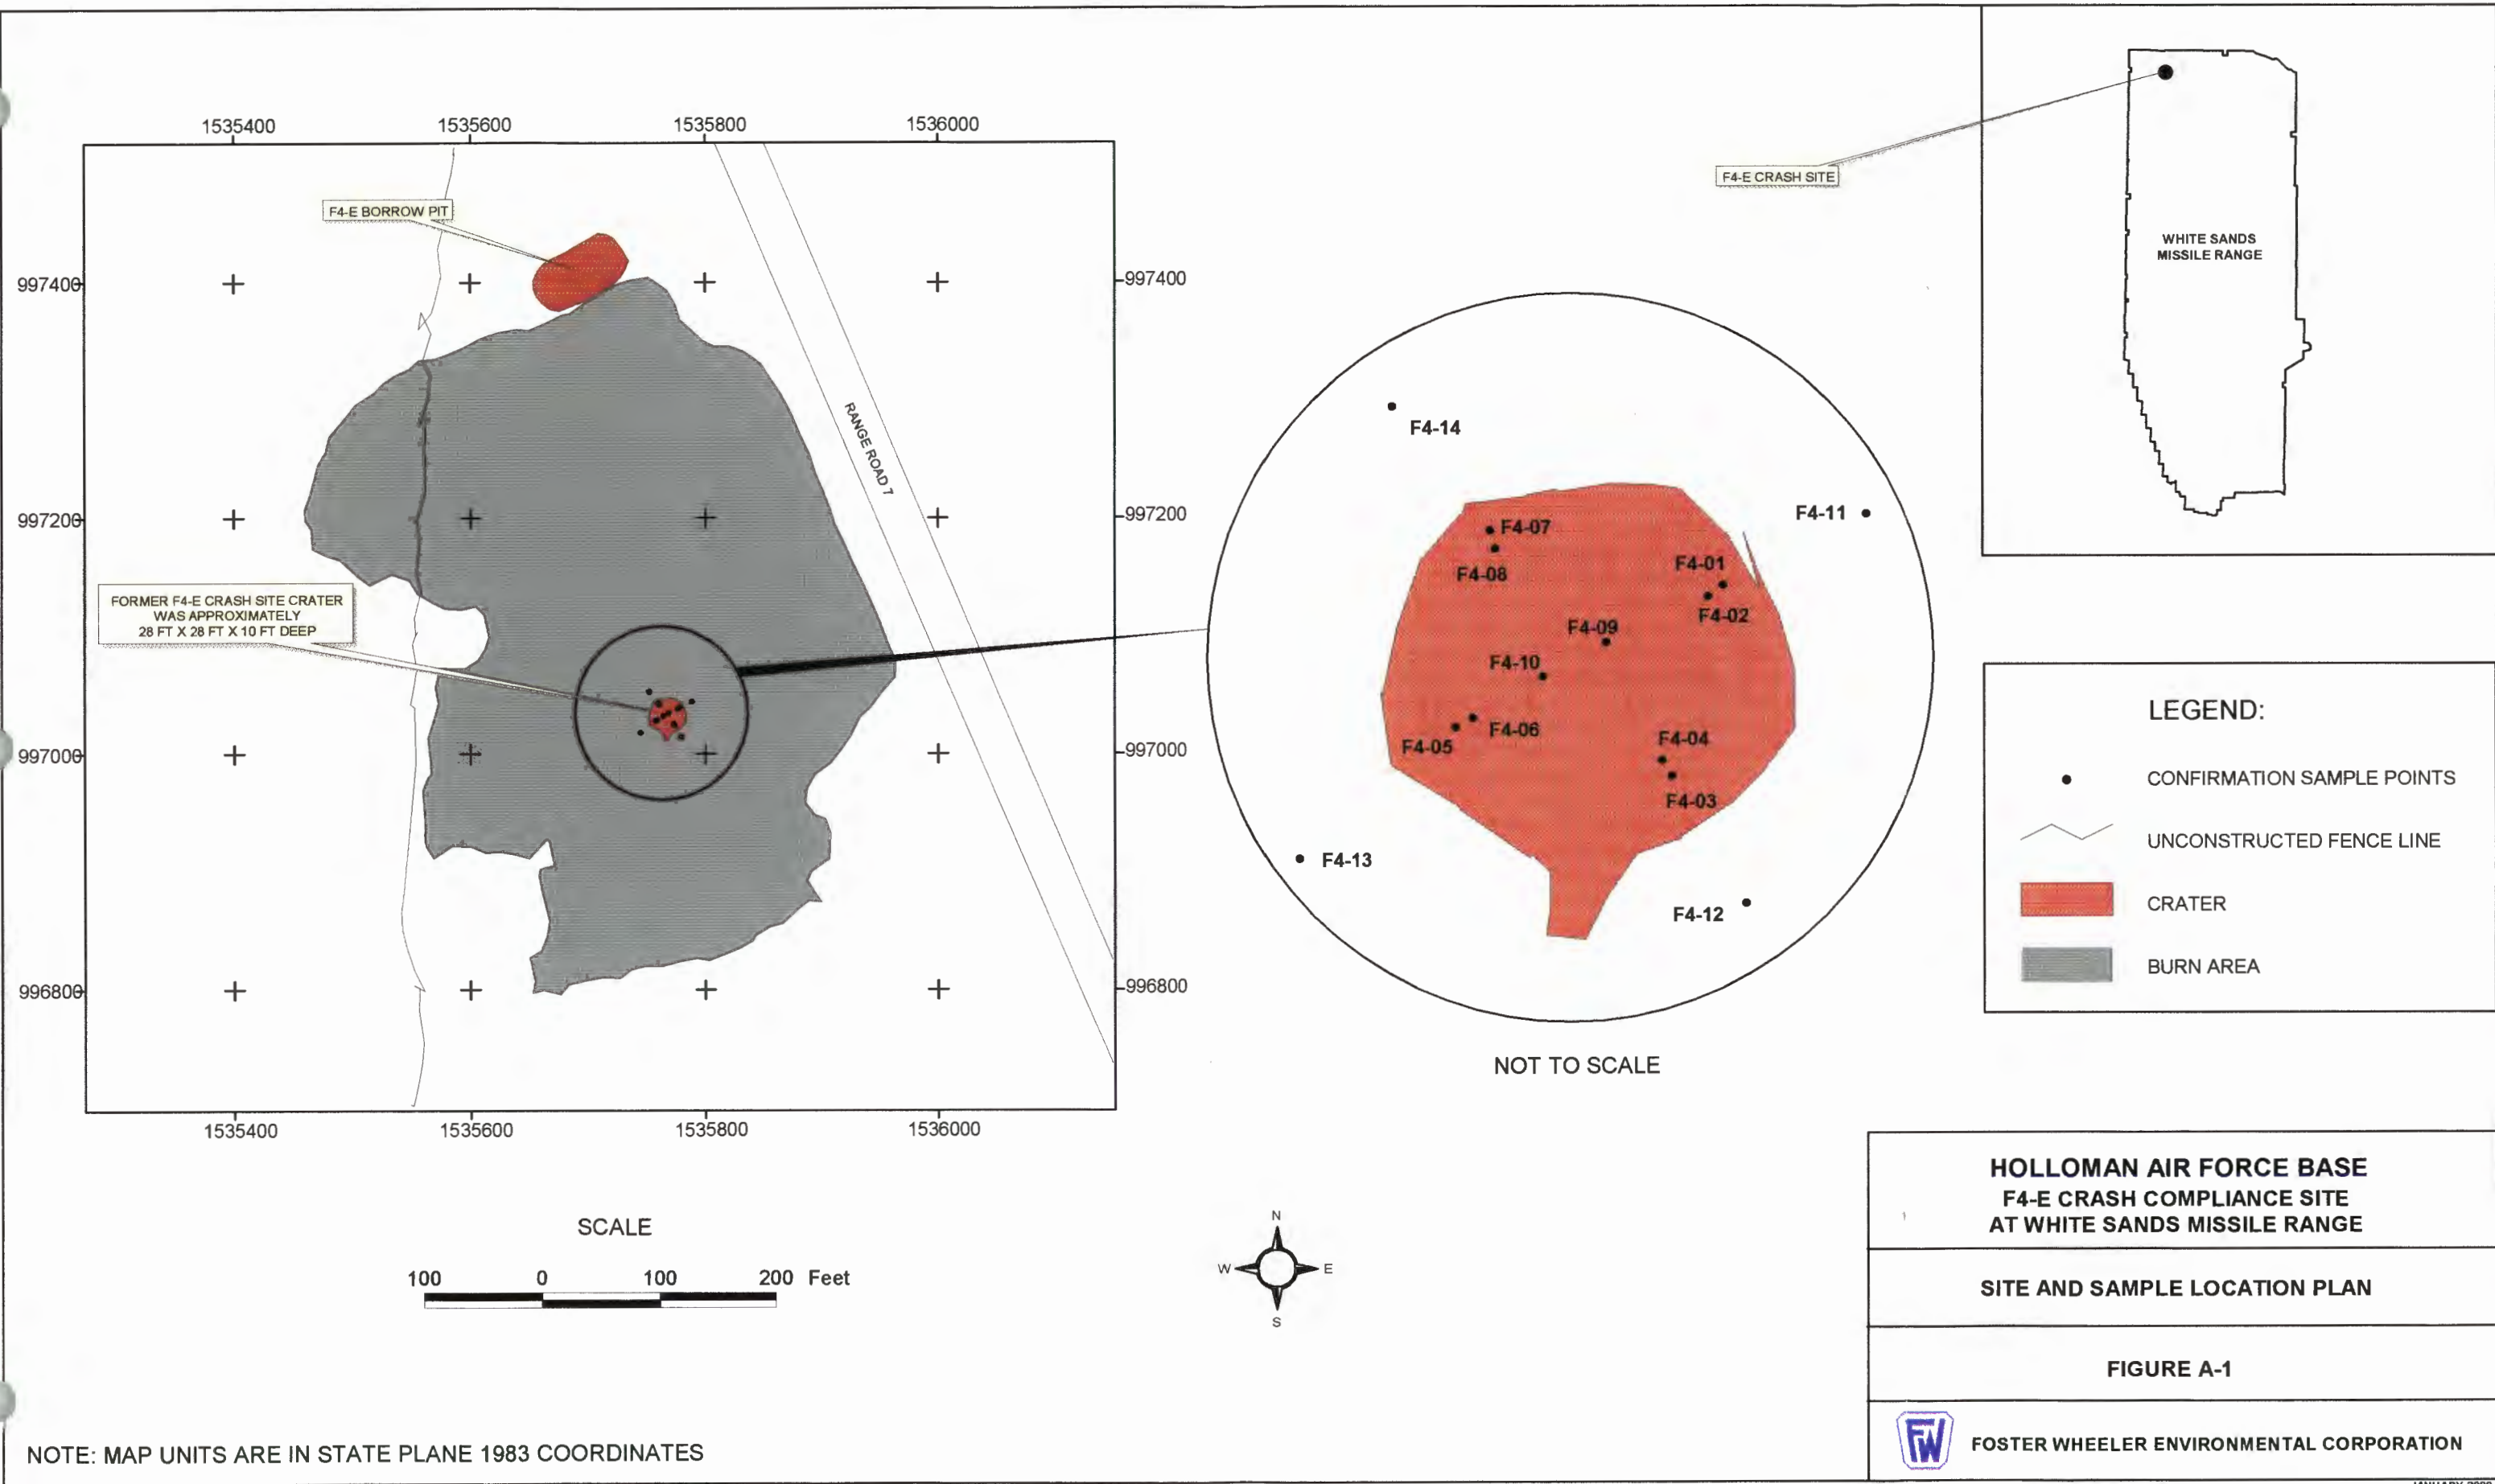 1535400
1535600
1535800
1536000
F4-E BORROW PIT
997400
997400
997200
997200
RANGE ROAD 7
FORMER F4-E CRASH SITE CRATER
WAS APPROXIMATELY
28 FT X 28 FT X 10 FT DEEP
997000
997000
996800
996800
1535400
1535600
1535800
1536000
SCALE
100
0
100
200 Feet
NOTE: MAP UNITS ARE IN STATE PLANE 1983 COORDINATES
F4-14
F4-11
F4-07
F4-08
F4-01
F4-02
F4-09
F4-10
F4-06
F4-05
F4-04
F4-03
F4-13
F4-12
NOT TO SCALE
N
W
E
S
F4-E CRASH SITE
WHITE SANDS
MISSILE RANGE
LEGEND:
CONFIRMATION SAMPLE POINTS
UNCONSTRUCTED FENCE LINE
CRATER
BURN AREA
HOLLOMAN AIR FORCE BASE
F4-E CRASH COMPLIANCE SITE
AT WHITE SANDS MISSILE RANGE
SITE AND SAMPLE LOCATION PLAN
FIGURE A-1
FW
FOSTER WHEELER ENVIRONMENTAL CORPORATION